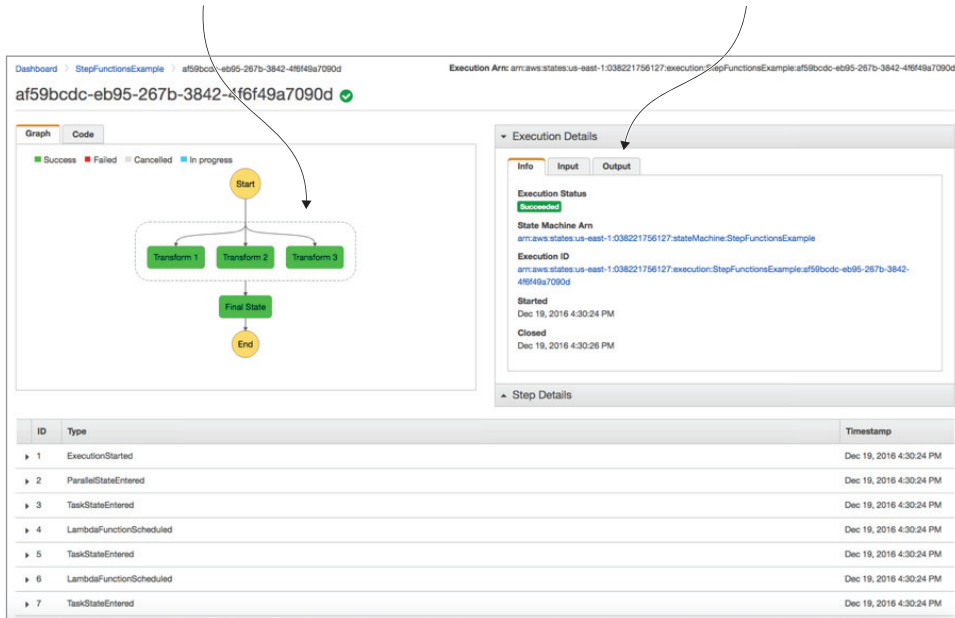 Dashboard > StepFunctionsExample > af59bcdc-eb95-267b-3842-4f6f49a7090d
Execution Arn: arn:aws:states:us-east-1:038221756127:execution:StepFunctionsExample:af59bcdc-eb95-267b-3842-4f6f49a7090d
af59bcdc-eb95-267b-3842-4f6f49a7090d
Graph Code
Success Failed Cancelled In progress
Start
Transform 1 Transform 2 Transform 3
Final State
End
Execution Details
Info Input Output
Execution Status
Succeeded
State Machine Arn
arn:aws:states:us-east-1:038221756127:stateMachine:StepFunctionsExample
Execution ID
arn:aws:states:us-east-1:038221756127:execution:StepFunctionsExample:af59bcdc-eb95-267b-3842-
4f6f49a7090d
Started
Dec 19, 2016 4:30:24 PM
Closed
Dec 19, 2016 4:30:26 PM
Step Details
ID Type Timestamp
1 ExecutionStarted Dec 19, 2016 4:30:24 PM
2 ParallelStateEntered Dec 19, 2016 4:30:24 PM
3 TaskStateEntered Dec 19, 2016 4:30:24 PM
4 LambdaFunctionScheduled Dec 19, 2016 4:30:24 PM
5 TaskStateEntered Dec 19, 2016 4:30:24 PM
6 LambdaFunctionScheduled Dec 19, 2016 4:30:24 PM
7 TaskStateEntered Dec 19, 2016 4:30:24 PM